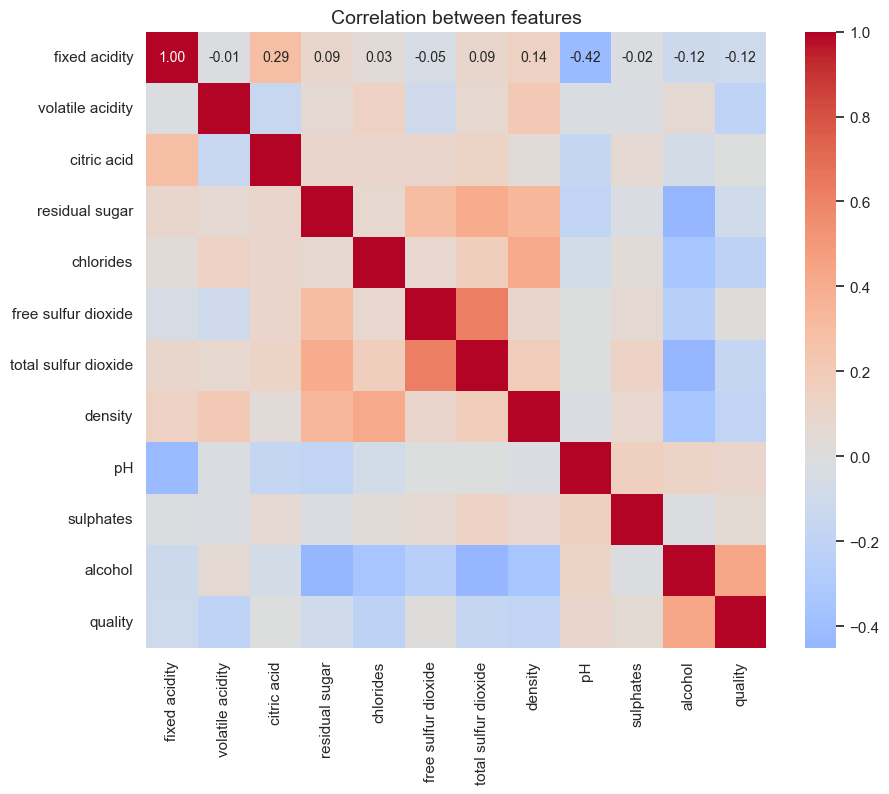 Correlation between features
fixed acidity 1.00 -0.01 0.29 0.09 0.03 -0.05 0.09 0.14 -0.42 -0.02 -0.12 -0.12
volatile acidity
citric acid
residual sugar
chlorides
free sulfur dioxide
total sulfur dioxide
density
pH
sulphates
alcohol
quality
fixed acidity
volatile acidity
citric acid
residual sugar
chlorides
free sulfur dioxide
total sulfur dioxide
density
pH
sulphates
alcohol
quality
1.0
0.8
0.6
0.4
0.2
0.0
−0.2
−0.4